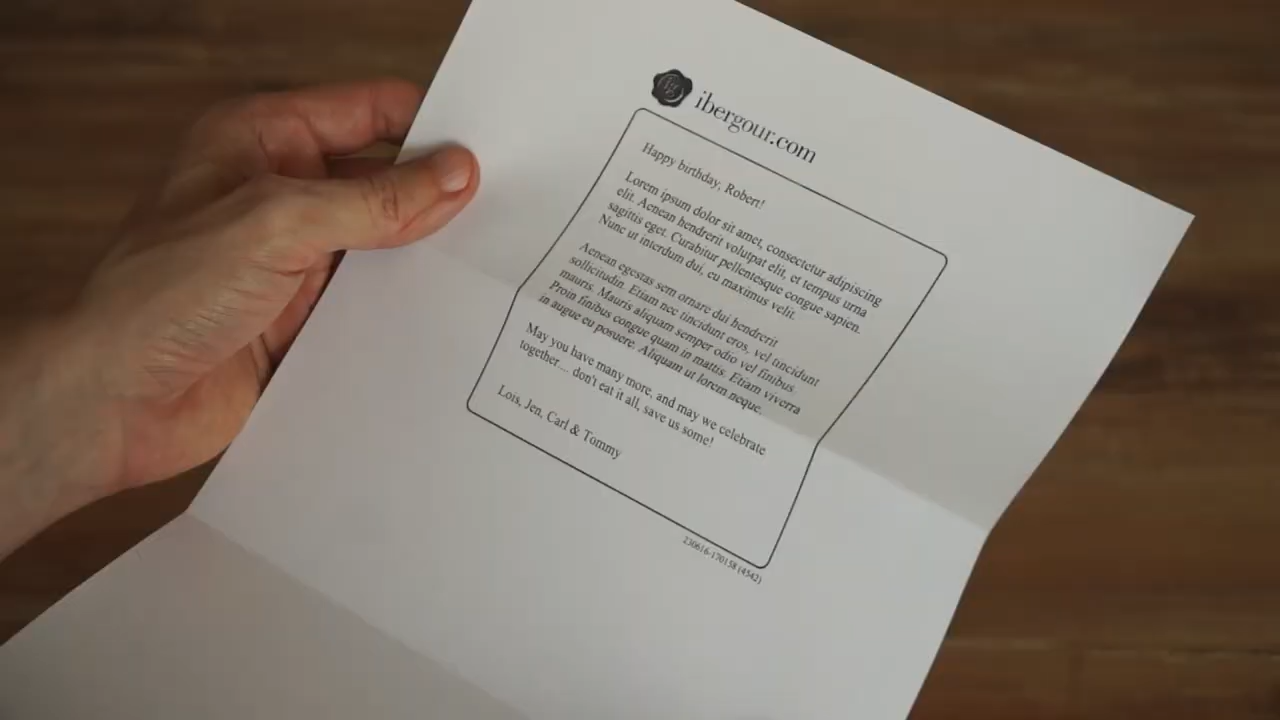 ibergour.com
Happy birthday, Robert!
Lorem ipsum dolor sit amet, consectetur adipiscing
elit. Aenean hendrerit volutpat elit, et tempus urna
sagittis eget. Curabitur pellentesque congue sapien.
Nunc ut interdum dui, eu maximus velit.
Aenean egestas sem ornare dui hendrerit
sollicitudin. Etiam nec tincidunt eros, vel tincidunt
mauris. Mauris aliquam semper odio vel finibus.
Proin finibus congue quam in mattis. Etiam viverra
in augue eu posuere. Aliquam ut lorem neque.
May you have many more, and may we celebrate
together.... don't eat it all, save us some!
Lois, Jen, Carl & Tommy
230616-170158 (4542)